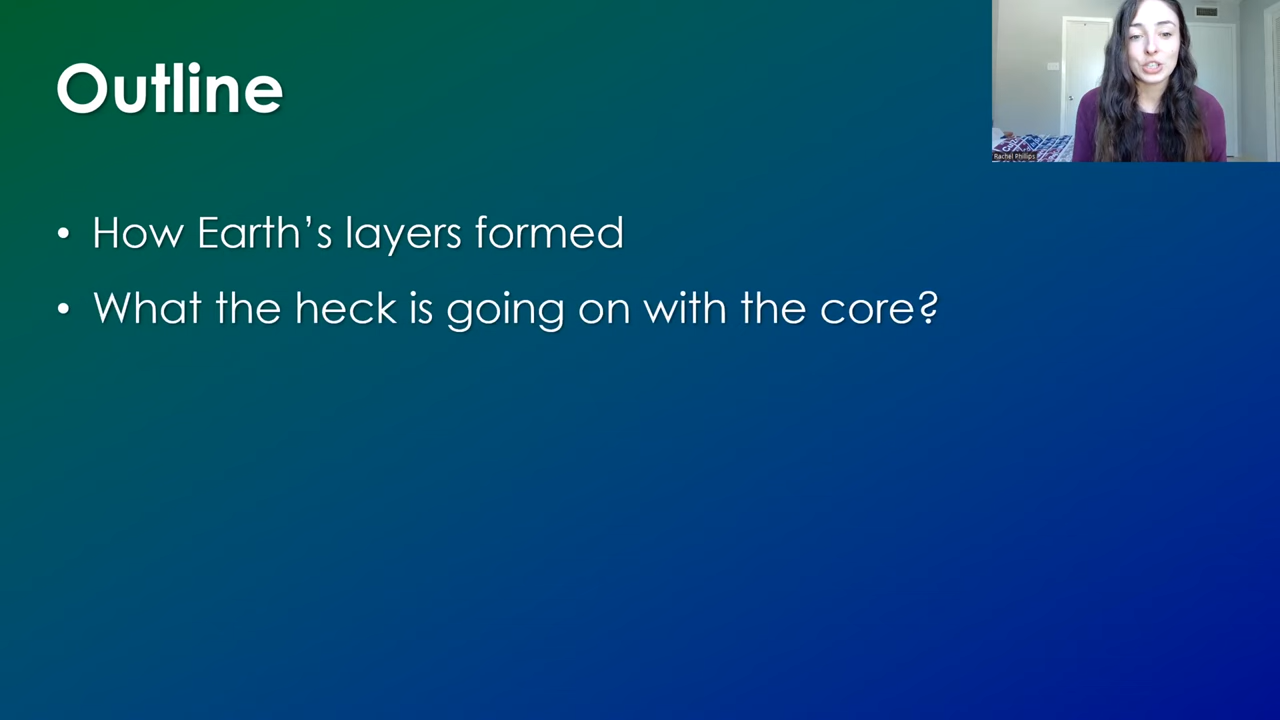 Outline
• How Earth’s layers formed
• What the heck is going on with the core?
Rachel Phillips